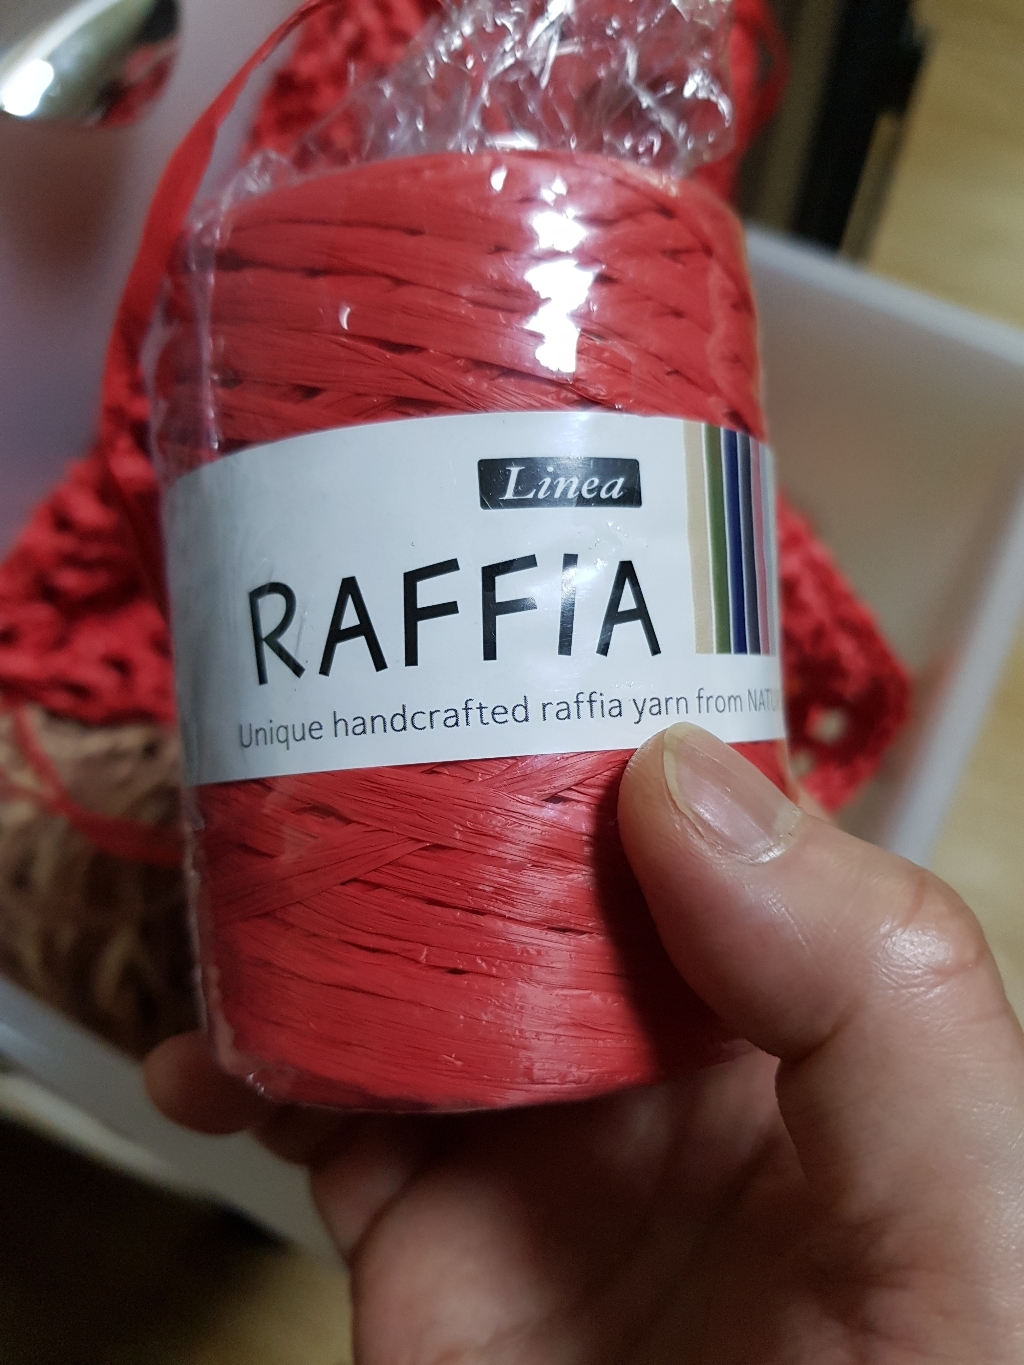 Linea
RAFFIA
Unique handcrafted raffia yarn from